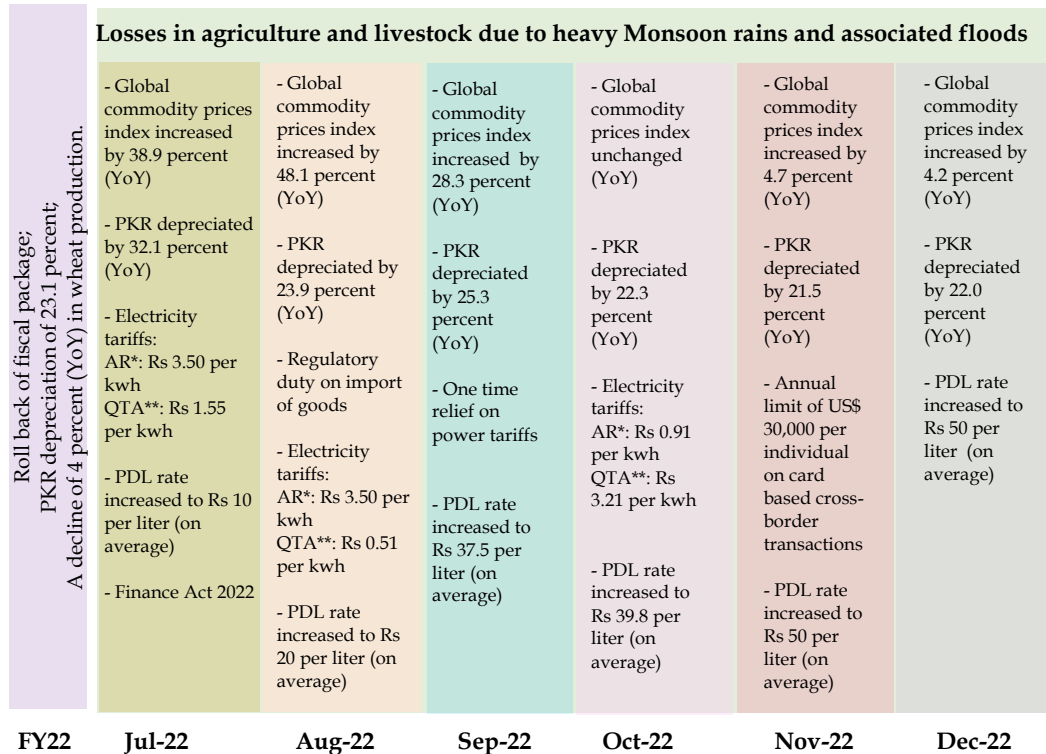 Losses in agriculture and livestock due to heavy Monsoon rains and associated floods
Roll back of fiscal package;
PKR depreciation of 23.1 percent;
A decline of 4 percent (YoY) in wheat production.
- Global
commodity prices
index increased
by 38.9 percent
(YoY)
- PKR depreciated
by 32.1 percent
(YoY)
- Electricity
tariffs:
AR*: Rs 3.50 per
kwh
QTA**: Rs 1.55
per kwh
- PDL rate
increased to Rs 10
per liter (on
average)
- Finance Act 2022
- Global
commodity
prices index
increased by
48.1 percent
(YoY)
- PKR
depreciated by
23.9 percent
(YoY)
- Regulatory
duty on import
of goods
- Electricity
tariffs:
AR*: Rs 3.50 per
kwh
QTA**: Rs 0.51
per kwh
- PDL rate
increased to Rs
20 per liter (on
average)
- Global
commodity
prices index
increased by
28.3 percent
(YoY)
- PKR
depreciated
by 25.3
percent
(YoY)
- One time
relief on
power tariffs
- PDL rate
increased to
Rs 37.5 per
liter (on
average)
- Global
commodity
prices index
unchanged
(YoY)
- PKR
depreciated
by 22.3
percent
(YoY)
- Electricity
tariffs:
AR*: Rs 0.91
per kwh
QTA**: Rs
3.21 per kwh
- PDL rate
increased to
Rs 39.8 per
liter (on
average)
- Global
commodity
prices index
increased by
4.7 percent
(YoY)
- PKR
depreciated
by 21.5
percent
(YoY)
- Annual
limit of US$
30,000 per
individual
on card
based cross-
border
transactions
- PDL rate
increased to
Rs 50 per
liter (on
average)
- Global
commodity
prices index
increased by
4.2 percent
(YoY)
- PKR
depreciated
by 22.0
percent
(YoY)
- PDL rate
increased to
Rs 50 per
liter (on
average)
FY22 Jul-22 Aug-22 Sep-22 Oct-22 Nov-22 Dec-22